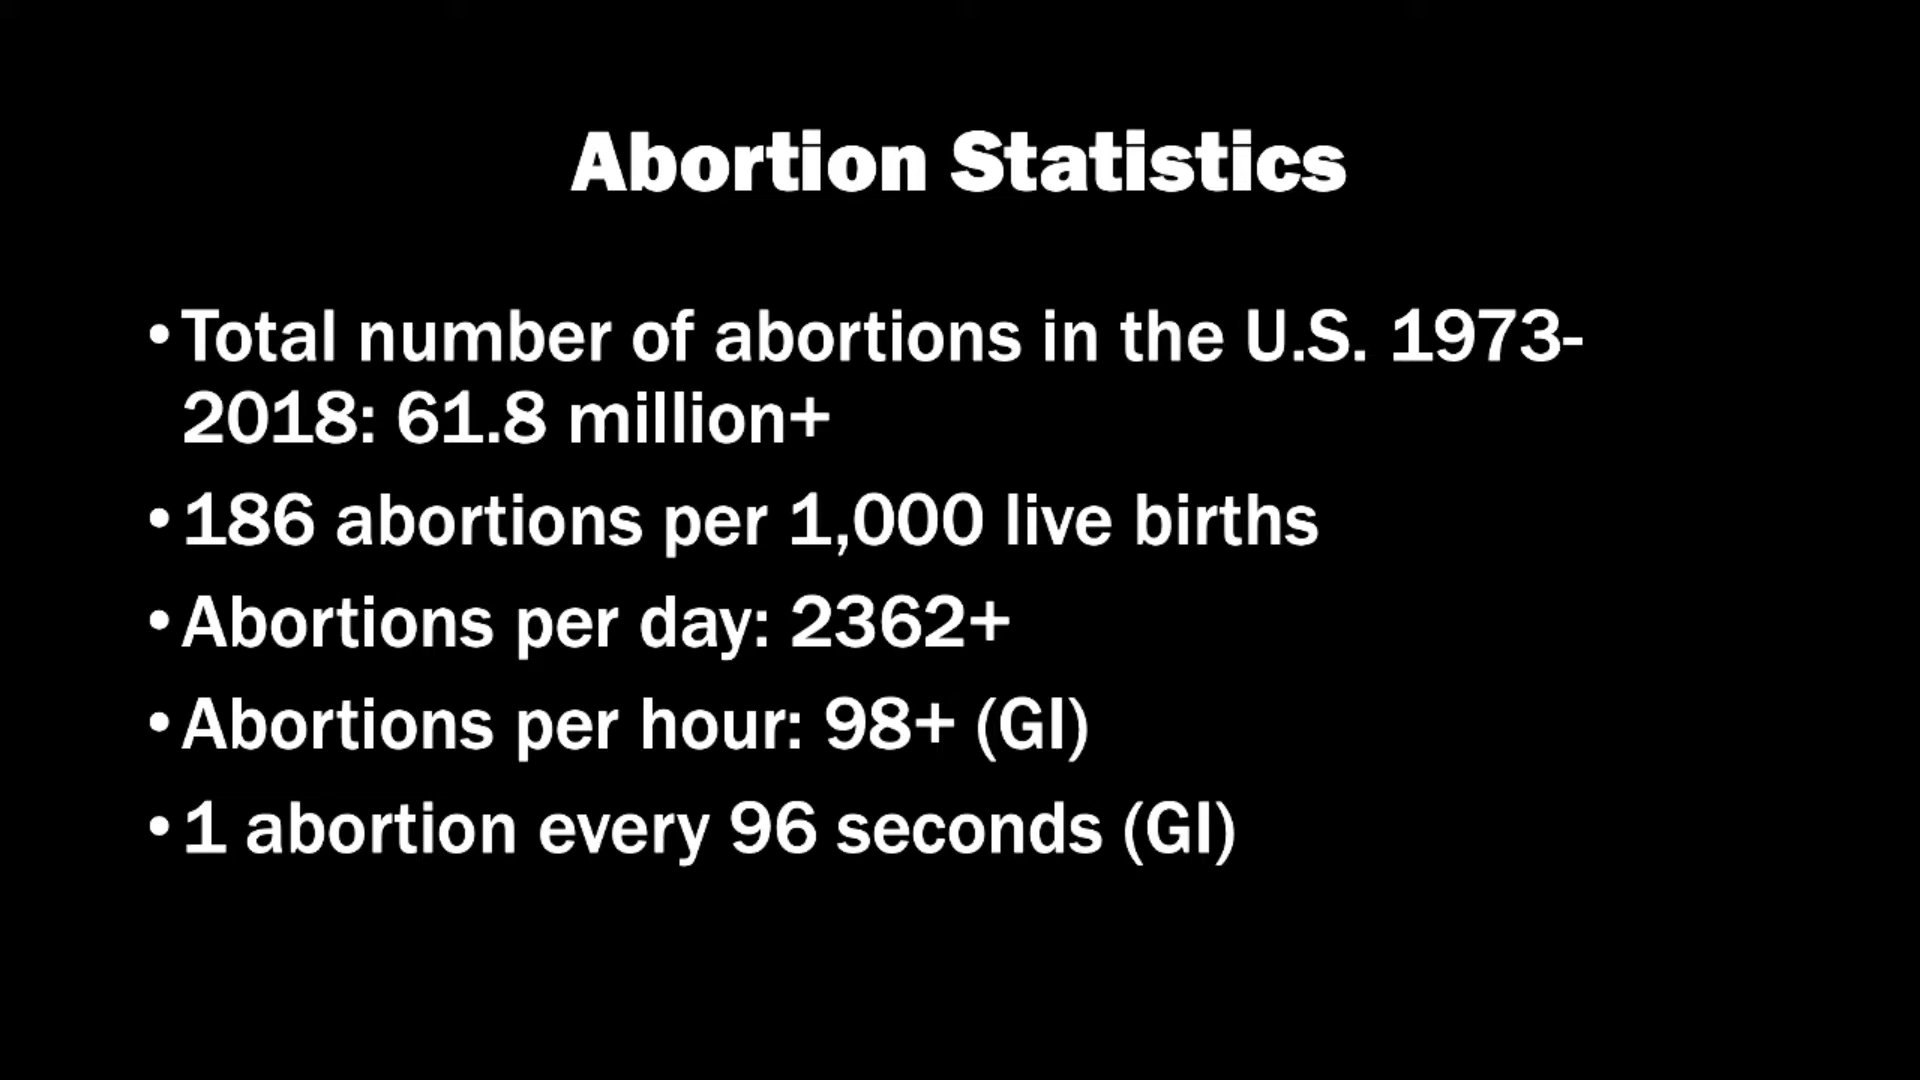 Abortion Statistics
•Total number of abortions in the U.S. 1973-
2018: 61.8 million+
•186 abortions per 1,000 live births
•Abortions per day: 2362+
•Abortions per hour: 98+ (GI)
•1 abortion every 96 seconds (GI)